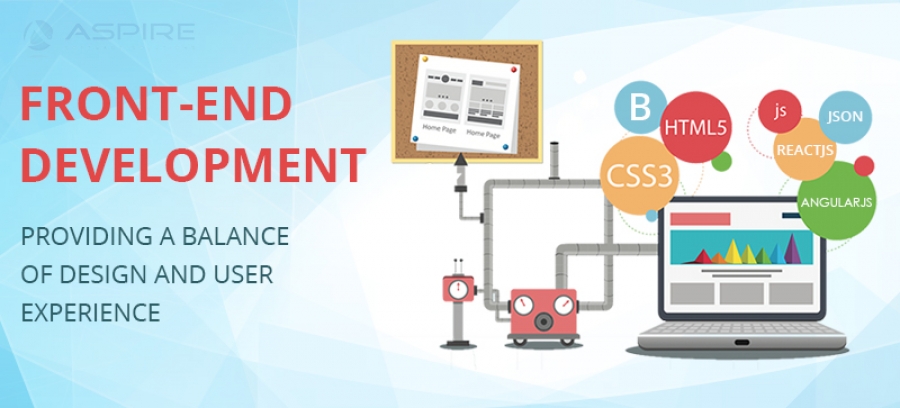 ASPIRE
FRONT-END
DEVELOPMENT
PROVIDING A BALANCE
OF DESIGN AND USER
EXPERIENCE
Home Page
Home Page
B
HTML5
CSS3
js
JSON
REACTJS
ANGULARJS